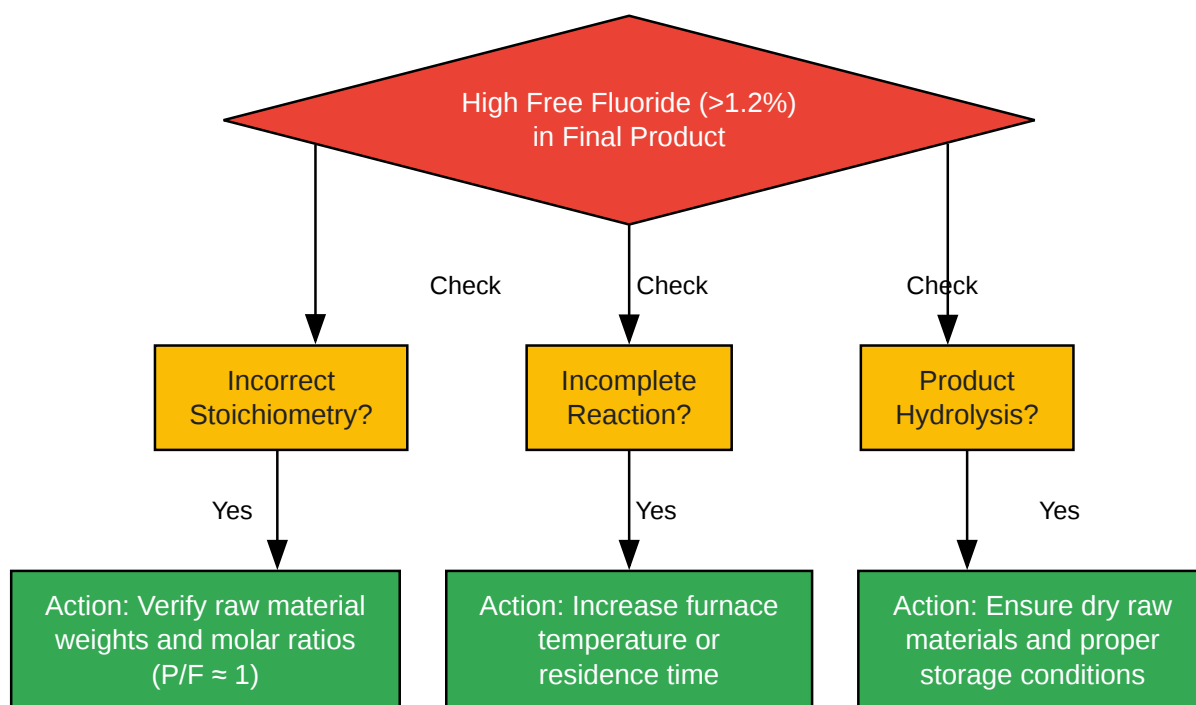 High Free Fluoride (>1.2%)
in Final Product
Check
Check
Check
Incorrect
Stoichiometry?
Incomplete
Reaction?
Product
Hydrolysis?
Yes
Yes
Yes
Action: Verify raw material
weights and molar ratios
(P/F ≈ 1)
Action: Increase furnace
temperature or
residence time
Action: Ensure dry raw
materials and proper
storage conditions